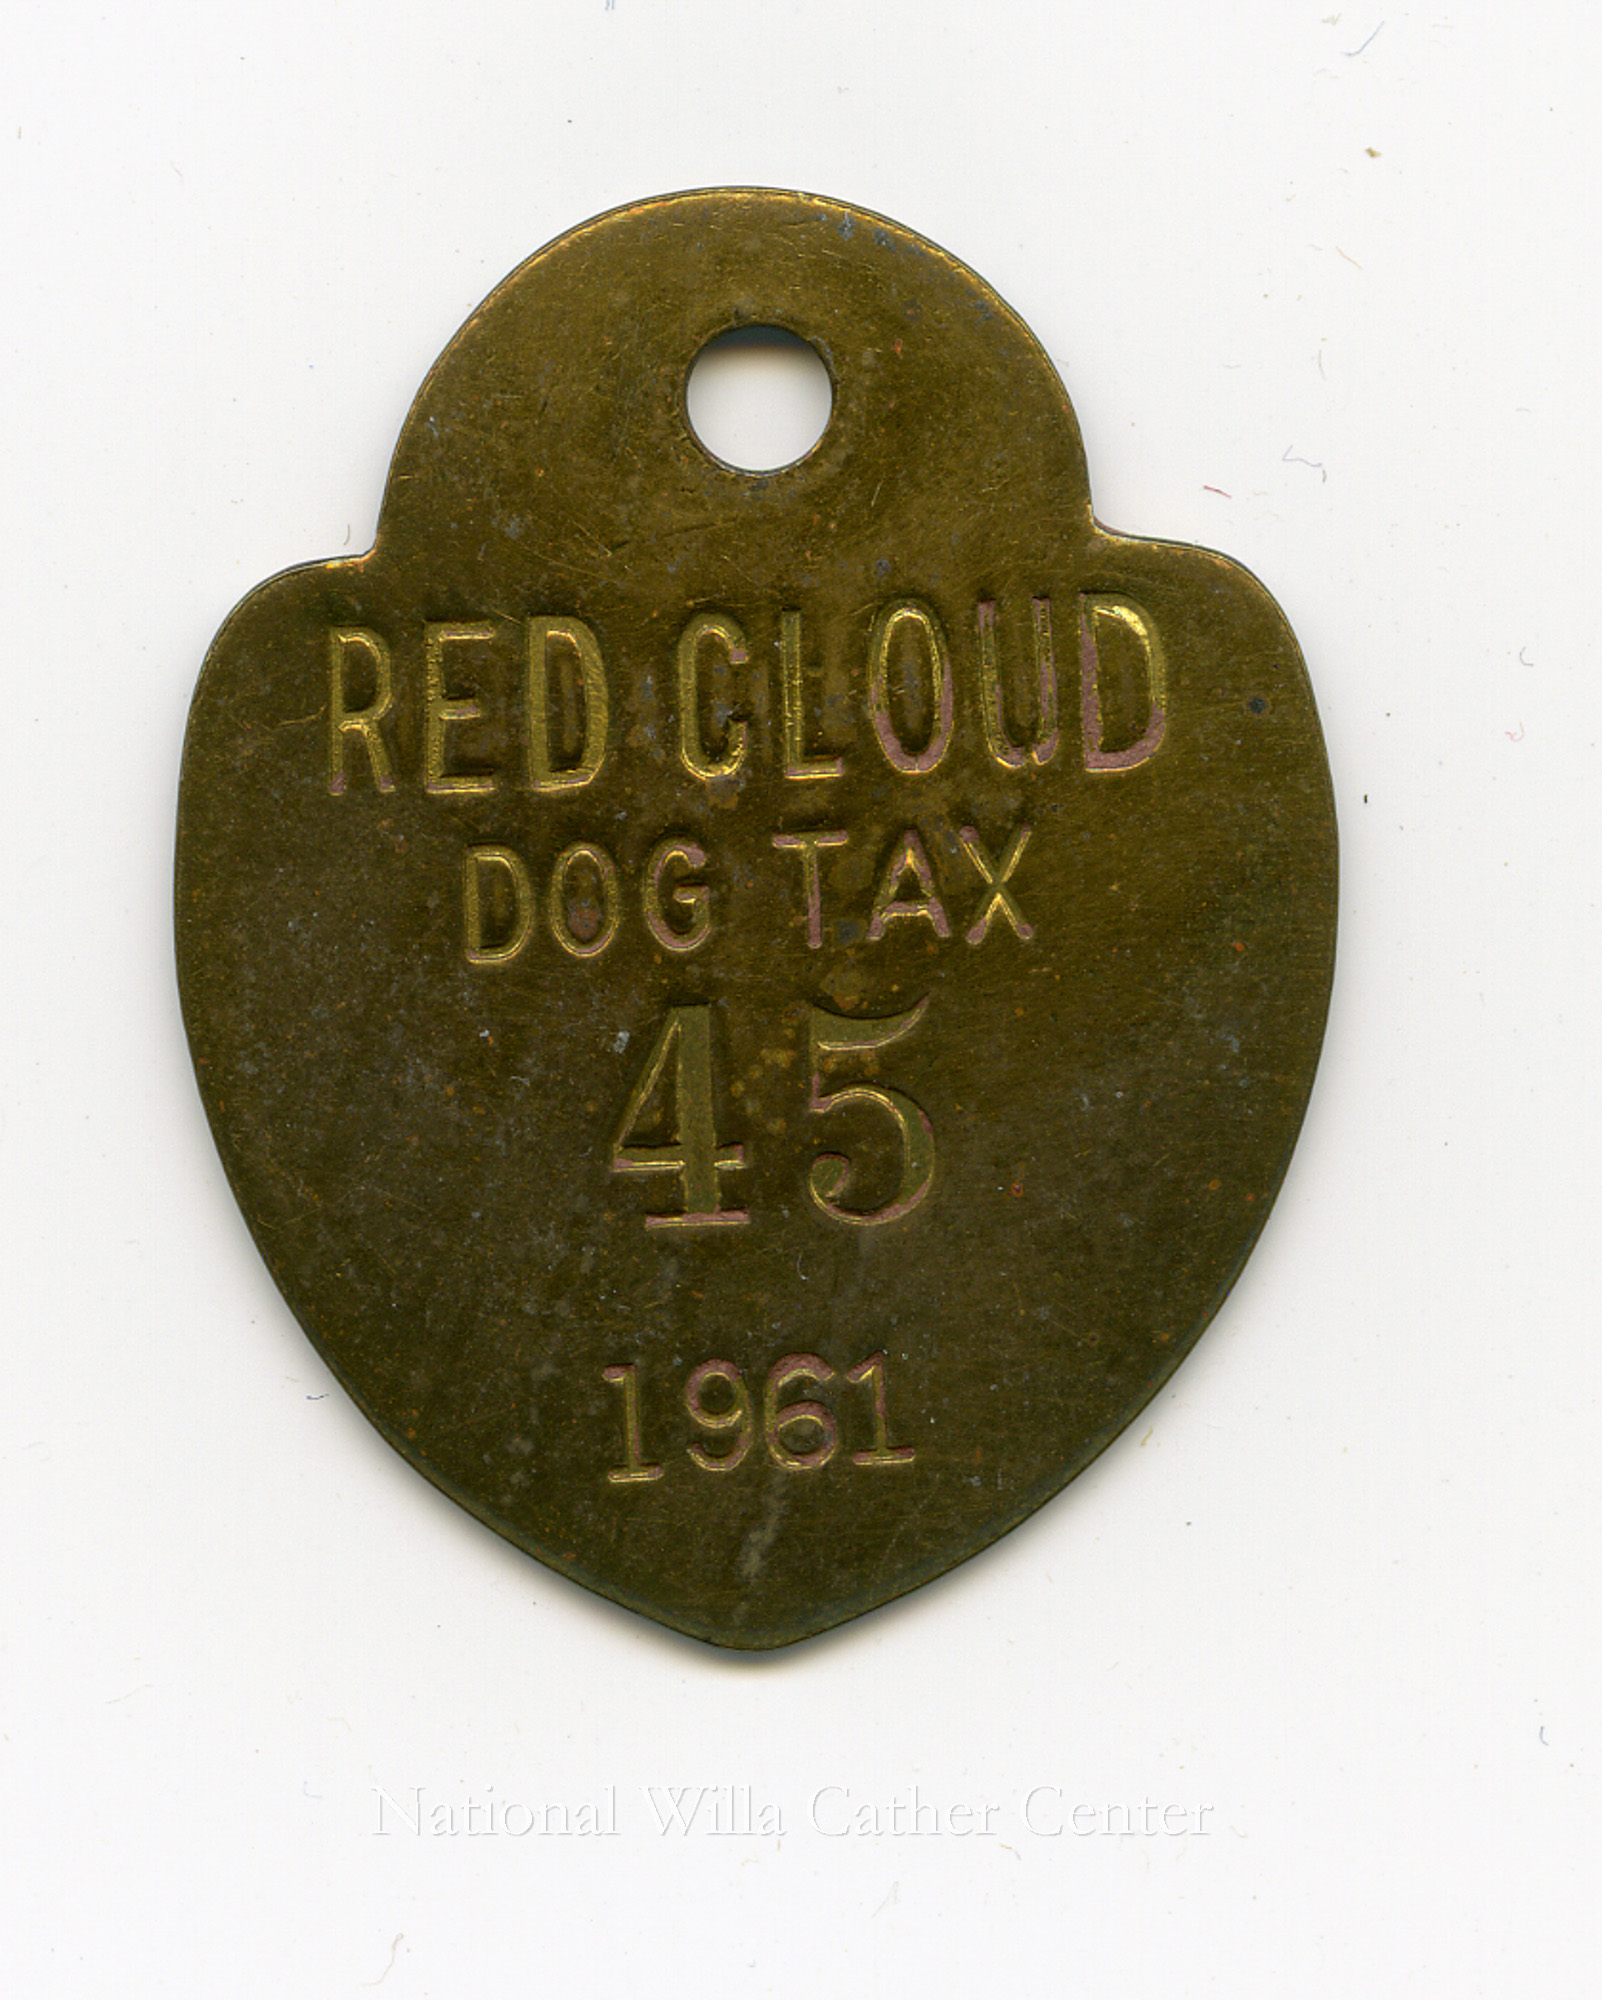 RED CLOUD
DOG TAX
45
1961
National Willa Cather Center